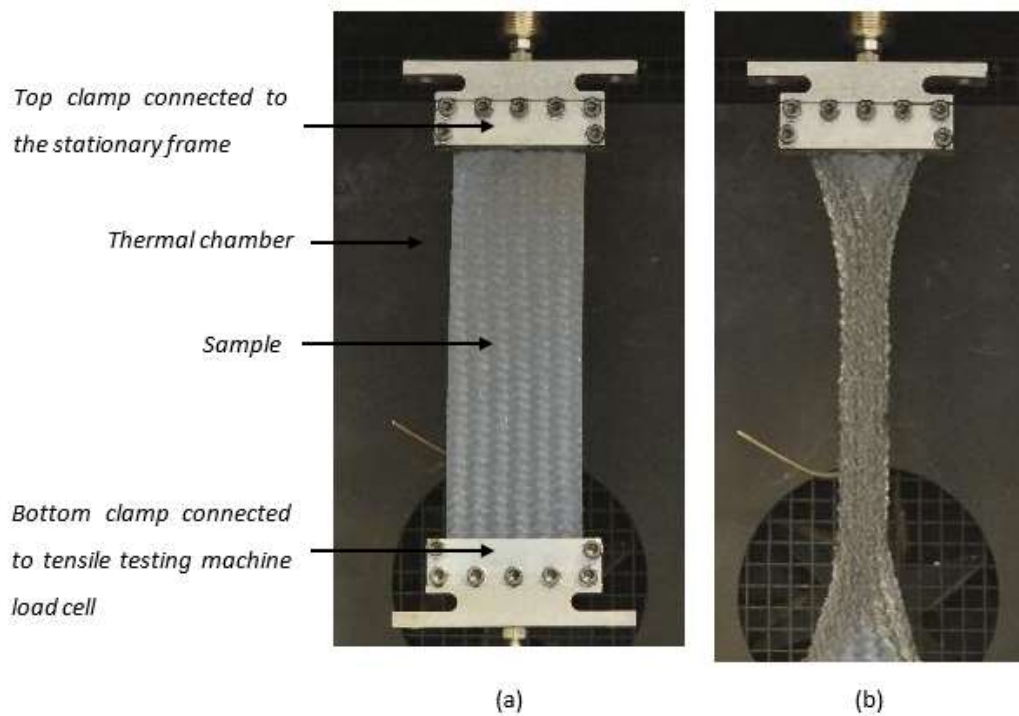 Top clamp connected to
the stationary frame
Thermal chamber
Sample
Bottom clamp connected
to tensile testing machine
load cell
(a)
(b)